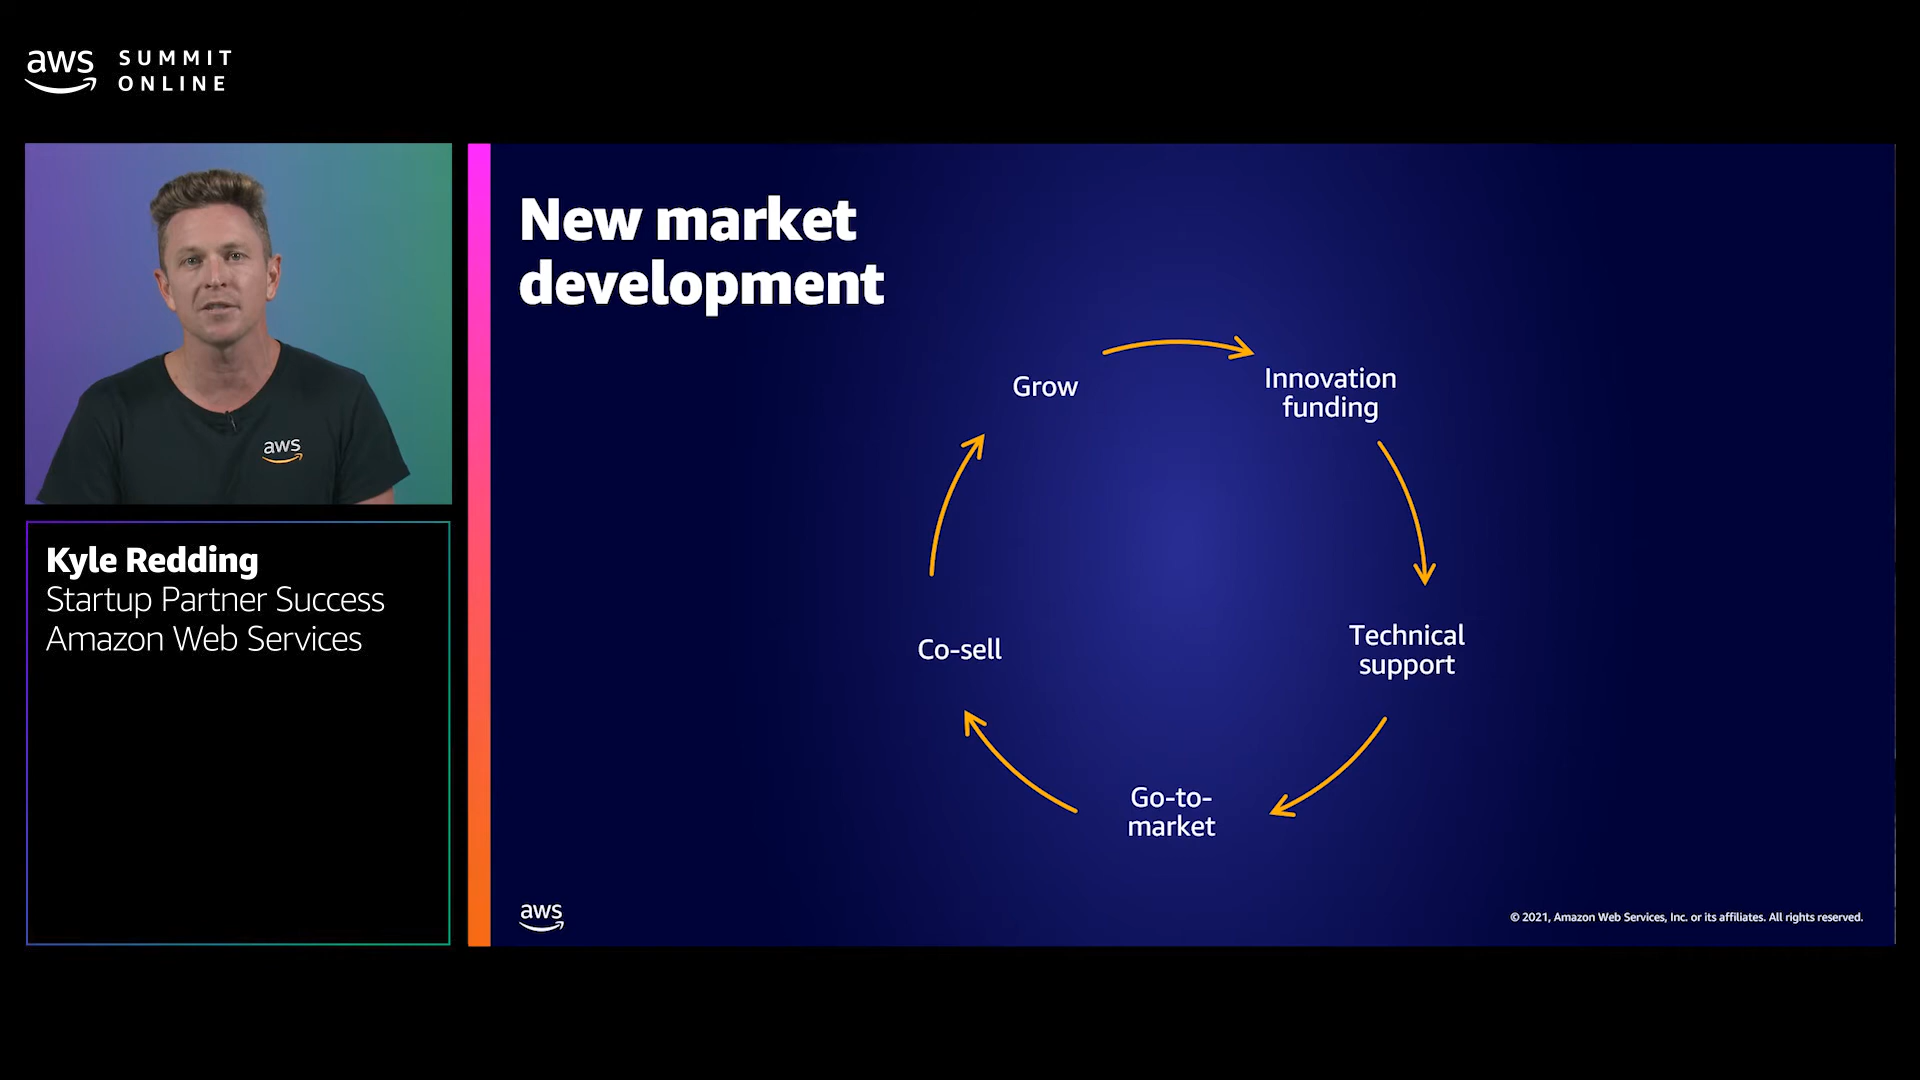 aws SUMMIT
ONLINE
aws
Kyle Redding
Startup Partner Success
Amazon Web Services
New market
development
Grow
Innovation
funding
Technical
support
Go-to-
market
Co-sell
aws
© 2021, Amazon Web Services, Inc. or its affiliates. All rights reserved.